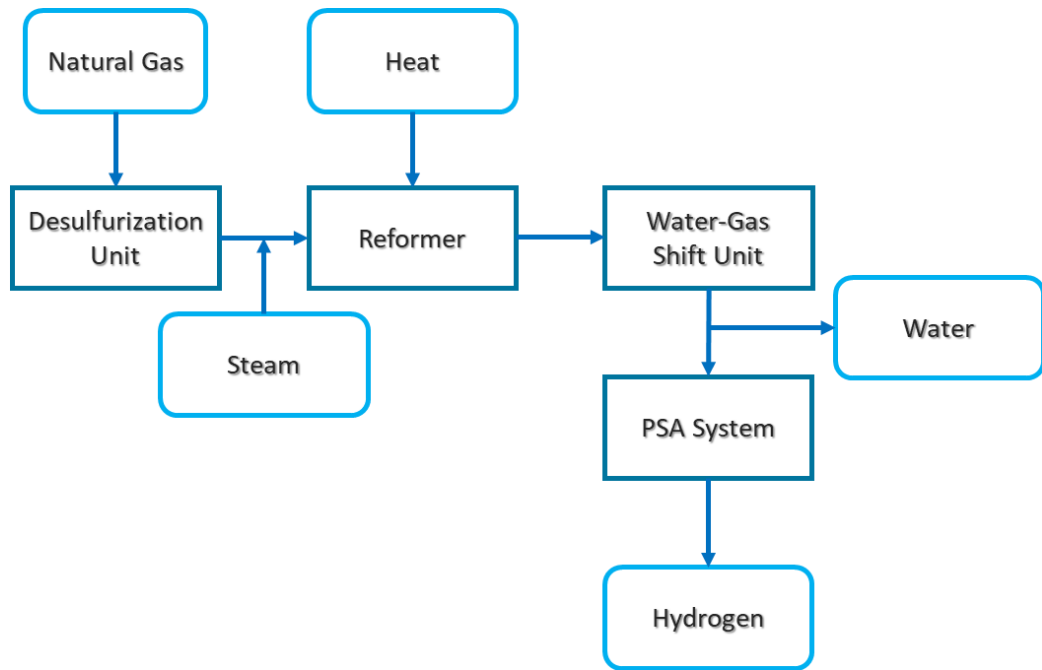 Natural Gas
Heat
Desulfurization
Unit
Reformer
Water-Gas
Shift Unit
Steam
Water
PSA System
Hydrogen